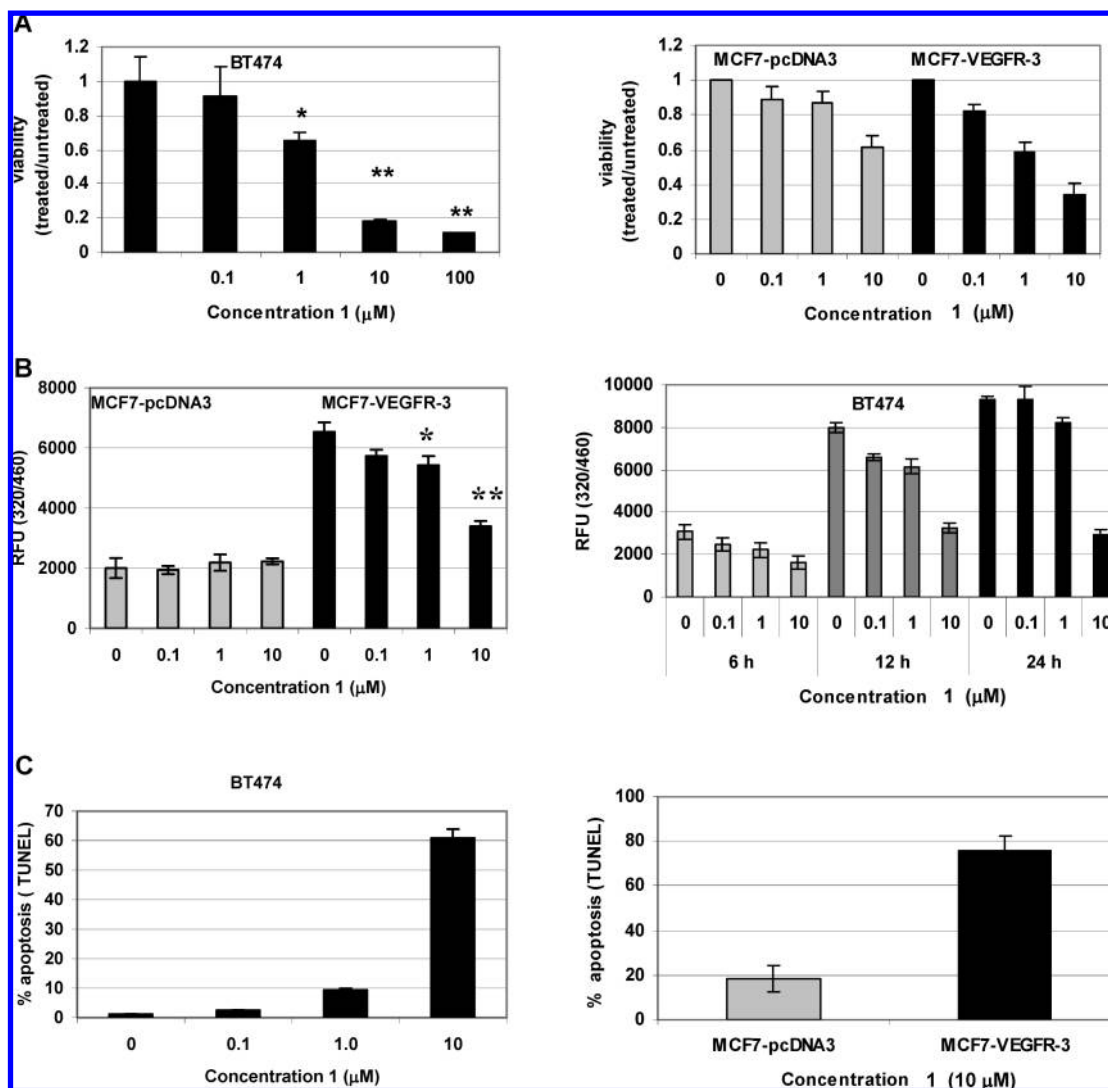 A
1.2
1
0.8
0.6
0.4
0.2
0
viability
(treated/untreated)
BT474
*
**
**
0.1 1 10 100
Concentration 1 (μM)
1.2
1
0.8
0.6
0.4
0.2
0
viability
(treated/untreated)
MCF7-pcDNA3 MCF7-VEGFR-3
0 0.1 1 10 0 0.1 1 10
Concentration 1 (μM)
B
8000
6000
4000
2000
0
RFU (320/460)
MCF7-pcDNA3 MCF7-VEGFR-3
*
**
0 0.1 1 10 0 0.1 1 10
Concentration 1 (μM)
10000
8000
6000
4000
2000
0
RFU (320/460)
BT474
0 0.1 1 10 0 0.1 1 10 0 0.1 1 10
6 h 12 h 24 h
Concentration 1 (μM)
C
BT474
70
60
50
40
30
20
10
0
% apoptosis ( TUNEL)
0 0.1 1.0 10
Concentration 1 (μM)
100
80
60
40
20
0
% apoptosis (TUNEL)
MCF7-pcDNA3 MCF7-VEGFR-3
Concentration 1 (10 μM)